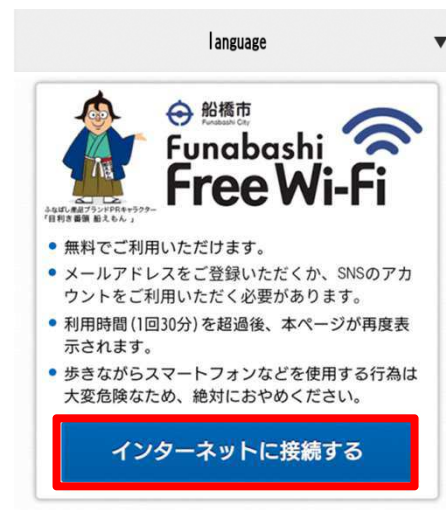 language ▼
船橋市
Funabashi City
Funabashi
Free Wi-Fi
ふなばし産品ブランドPRキャラクター
「目利き番頭 船えもん」
• 無料でご利用いただけます。
• メールアドレスをご登録いただくか、SNSのアカ
ウントをご利用いただく必要があります。
• 利用時間(1回30分)を超過後、本ページが再度表
示されます。
• 歩きながらスマートフォンなどを使用する行為は
大変危険なため、絶対におやめください。
インターネットに接続する